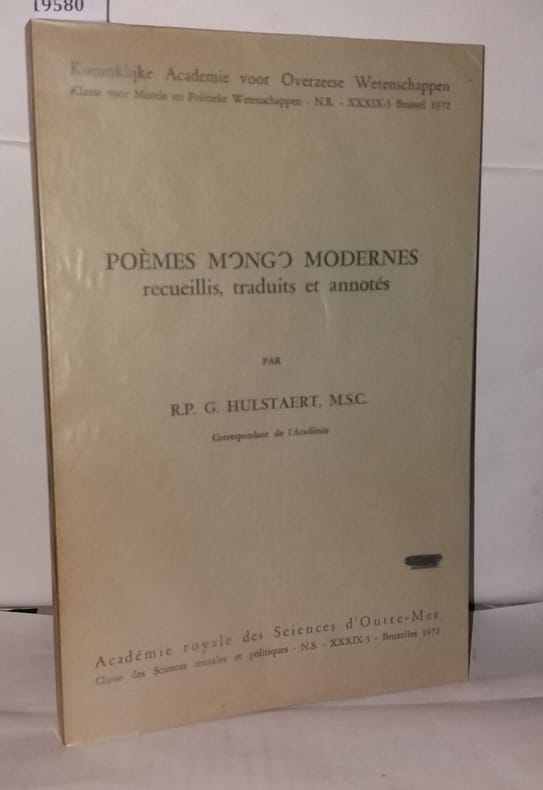 19580
Koninklijke Academie voor Overzeese Wetenschappen
Klasse voor Morele en Politieke Wetenschappen - N.R. - XXXIX-3 Brussel 1972
POÈMES MƆNGƆ MODERNES
recueillis, traduits et annotés
PAR
R.P. G. HULSTAERT, M.S.C.
Correspondant de l'Académie
Académie royale des Sciences d'Outre-Mer
Classe des Sciences morales et politiques - N.S. - XXXIX-3 - Bruxelles 1972